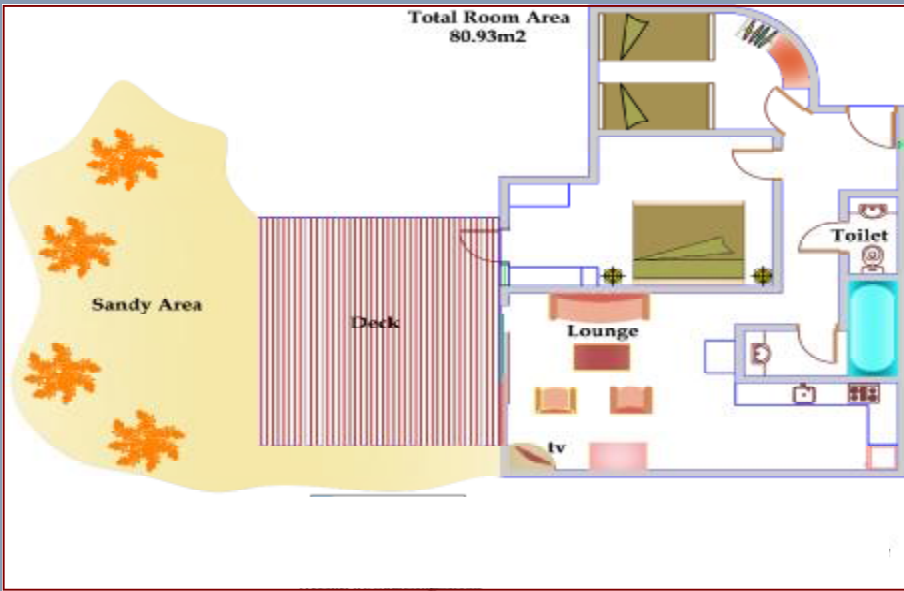 Total Room Area
80.93m2
Toilet
Sandy Area
Deck
Lounge
tv